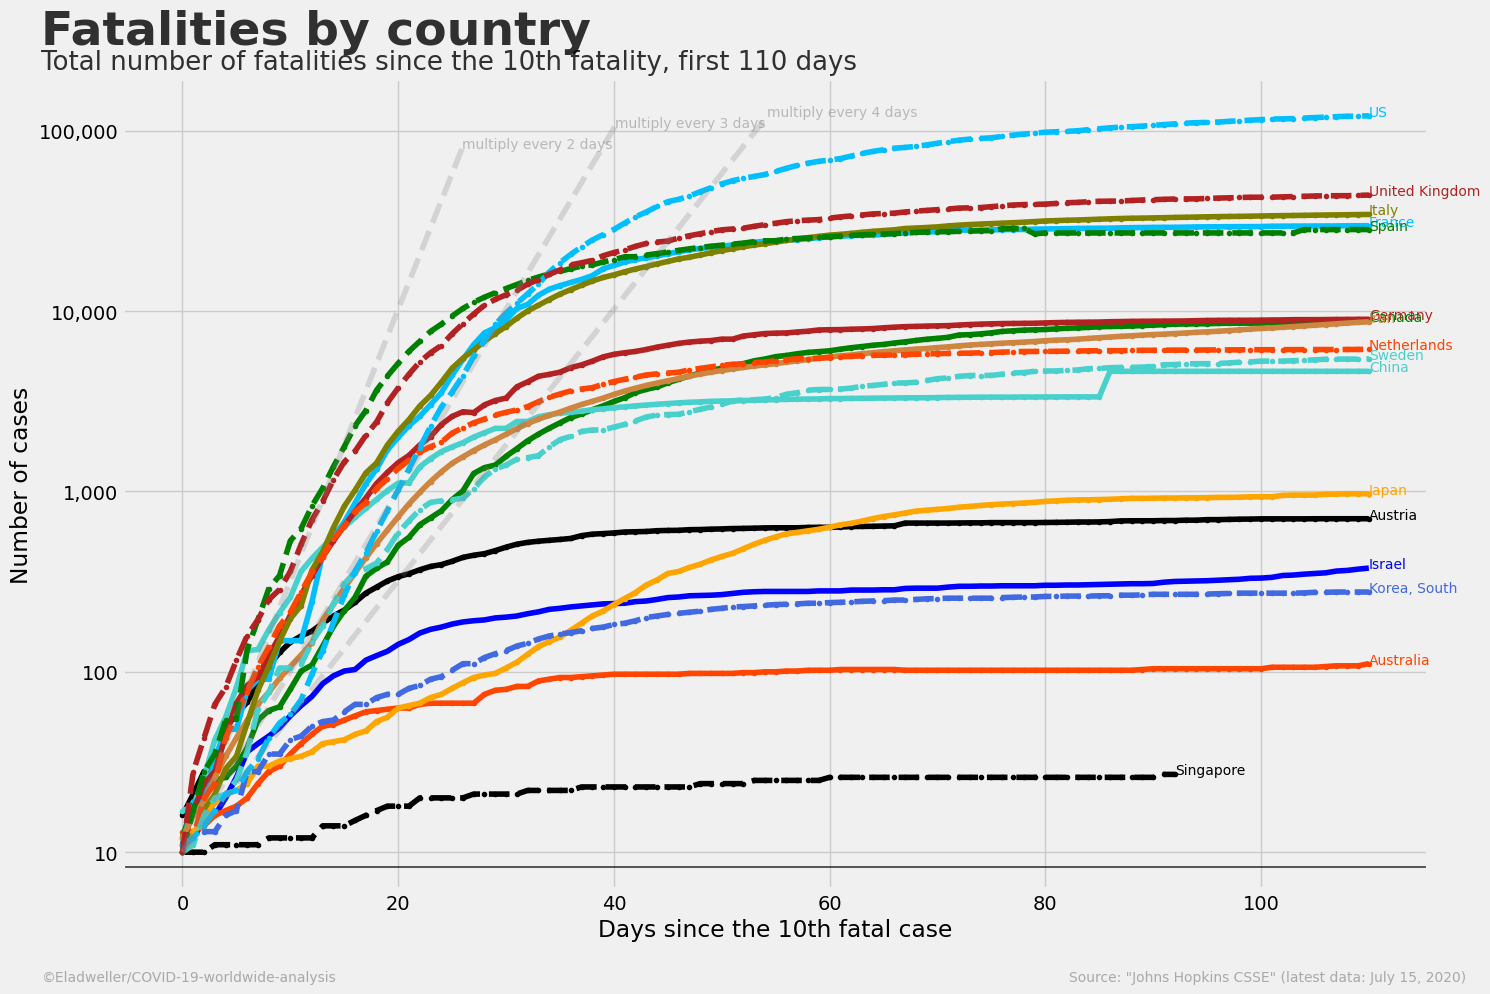 Fatalities by country
Total number of fatalities since the 10th fatality, first 110 days
multiply every 2 days
multiply every 3 days
multiply every 4 days
US
United Kingdom
Italy
France
Spain
Germany
Canada
Netherlands
Sweden
China
Japan
Austria
Israel
Korea, South
Australia
Singapore
Number of cases
100,000
10,000
1,000
100
10
0 20 40 60 80 100
Days since the 10th fatal case
©Eladweller/COVID-19-worldwide-analysis
Source: "Johns Hopkins CSSE" (latest data: July 15, 2020)